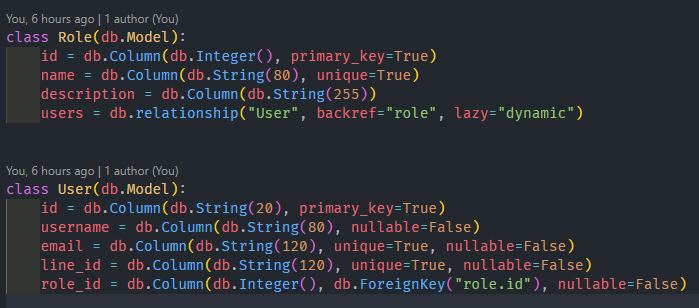 You, 6 hours ago | 1 author (You)
class Role(db.Model):
    id = db.Column(db.Integer(), primary_key=True)
    name = db.Column(db.String(80), unique=True)
    description = db.Column(db.String(255))
    users = db.relationship("User", backref="role", lazy="dynamic")
You, 6 hours ago | 1 author (You)
class User(db.Model):
    id = db.Column(db.String(20), primary_key=True)
    username = db.Column(db.String(80), nullable=False)
    email = db.Column(db.String(120), unique=True, nullable=False)
    line_id = db.Column(db.String(120), unique=True, nullable=False)
    role_id = db.Column(db.Integer(), db.ForeignKey("role.id"), nullable=False)